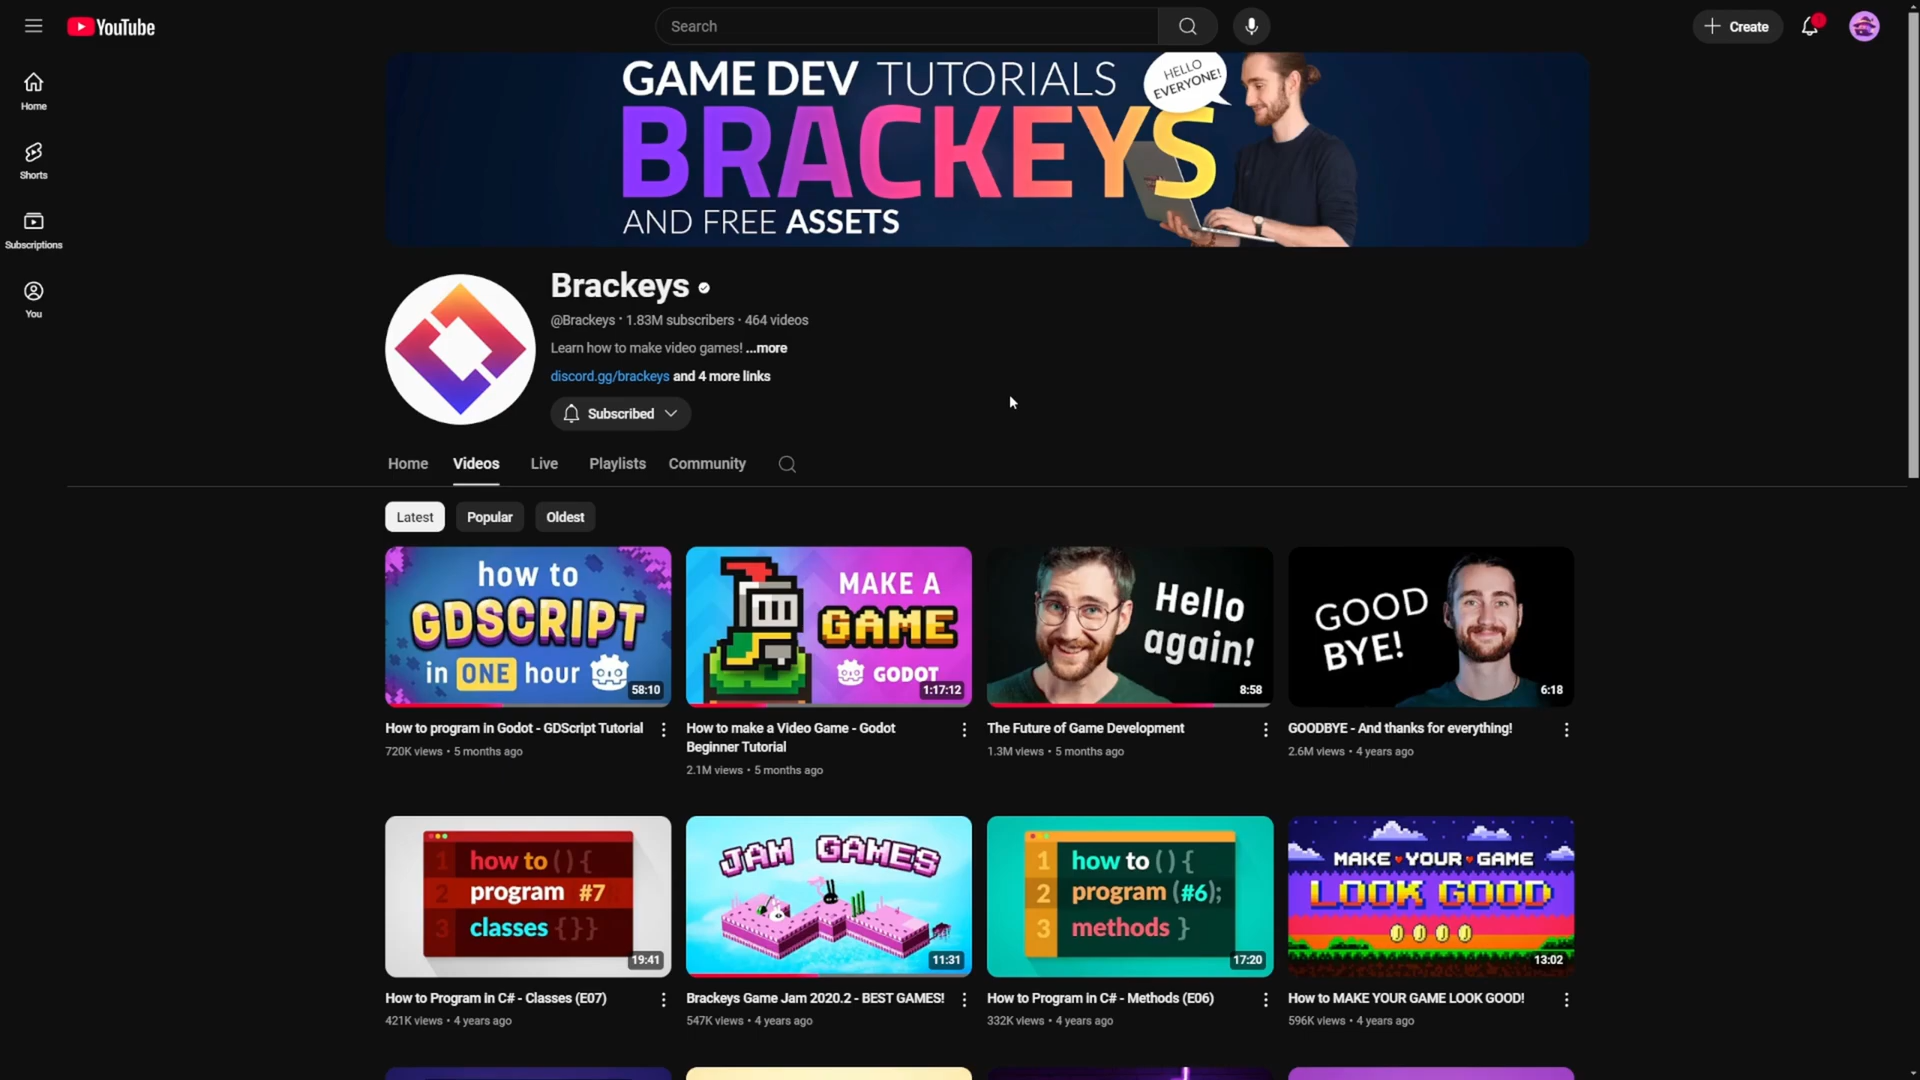 YouTube
Search
Create
Home
Shorts
Subscriptions
You
GAME DEV TUTORIALS
HELLO
EVERYONE!
BRACKEYS
AND FREE ASSETS
Brackeys
@Brackeys · 1.83M subscribers · 464 videos
Learn how to make video games! ...more
discord.gg/brackeys and 4 more links
Subscribed
Home Videos Live Playlists Community
Latest Popular Oldest
how to
GDSCRIPT
in ONE hour
58:10
MAKE A
GAME
GODOT
1:17:12
Hello
again!
8:58
GOOD
BYE!
6:18
How to program in Godot - GDScript Tutorial
720K views · 5 months ago
How to make a Video Game - Godot
Beginner Tutorial
2.1M views · 5 months ago
The Future of Game Development
1.3M views · 5 months ago
GOODBYE - And thanks for everything!
2.6M views · 4 years ago
1 how to () {
2 program #7
3 classes {}}
19:41
JAM GAMES
11:31
1 how to () {
2 program (#6);
3 methods }
17:20
MAKE YOUR GAME
LOOK GOOD
13:02
How to Program in C# - Classes (E07)
421K views · 4 years ago
Brackeys Game Jam 2020.2 - BEST GAMES!
547K views · 4 years ago
How to Program in C# - Methods (E06)
332K views · 4 years ago
How to MAKE YOUR GAME LOOK GOOD!
596K views · 4 years ago